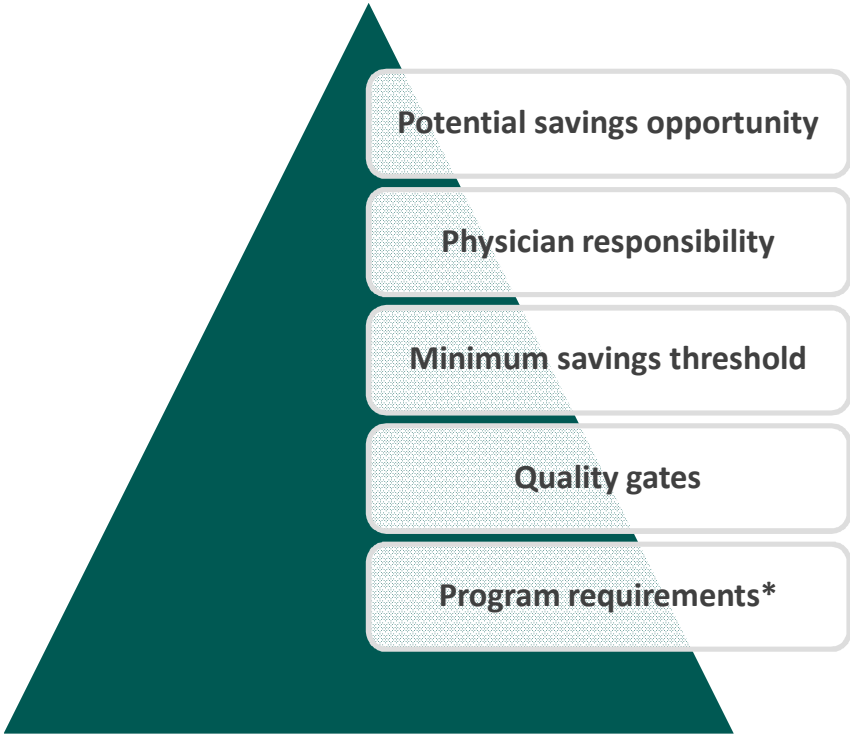 Potential savings opportunity
Physician responsibility
Minimum savings threshold
Quality gates
Program requirements*